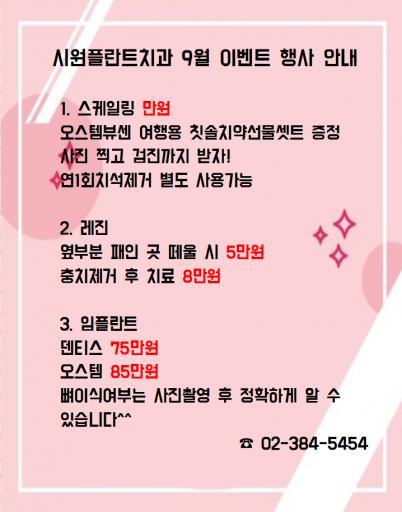 시원플란트치과 9월 이벤트 행사 안내
1. 스케일링 만원
오스템뷰센 여행용 칫솔치약선물셋트 증정
사진 찍고 검진까지 받자!
연1회치석제거 별도 사용가능
2. 레진
옆부분 패인 곳 떼울 시 5만원
충치제거 후 치료 8만원
3. 임플란트
덴티스 75만원
오스템 85만원
뼈이식여부는 사진촬영 후 정확하게 알 수
있습니다^^
☎ 02-384-5454